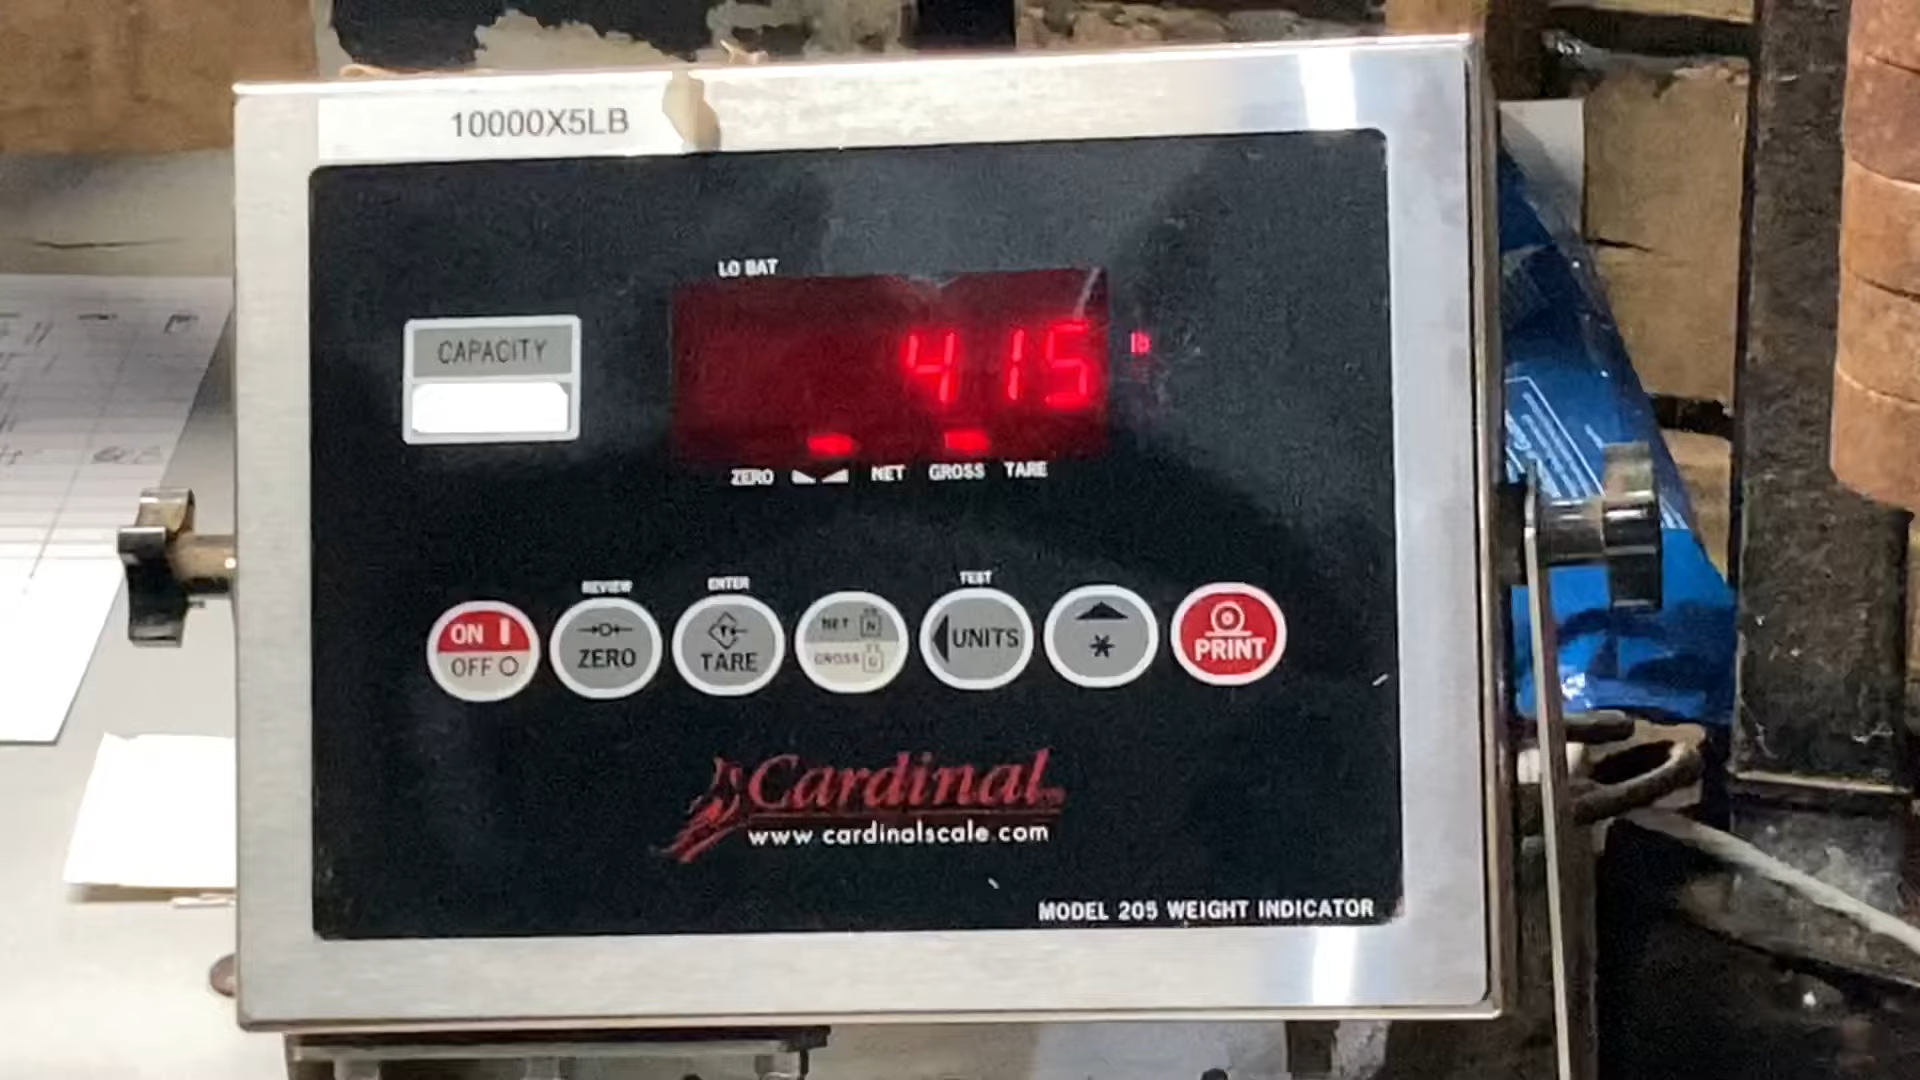 10000X5LB
LO BAT
CAPACITY
415 lb
ZERO NET GROSS TARE
REVIEW ENTER TEST
ON I OFF O
ZERO
TARE
NET N
GROSS G
UNITS
*
PRINT
Cardinal
www.cardinalscale.com
MODEL 205 WEIGHT INDICATOR